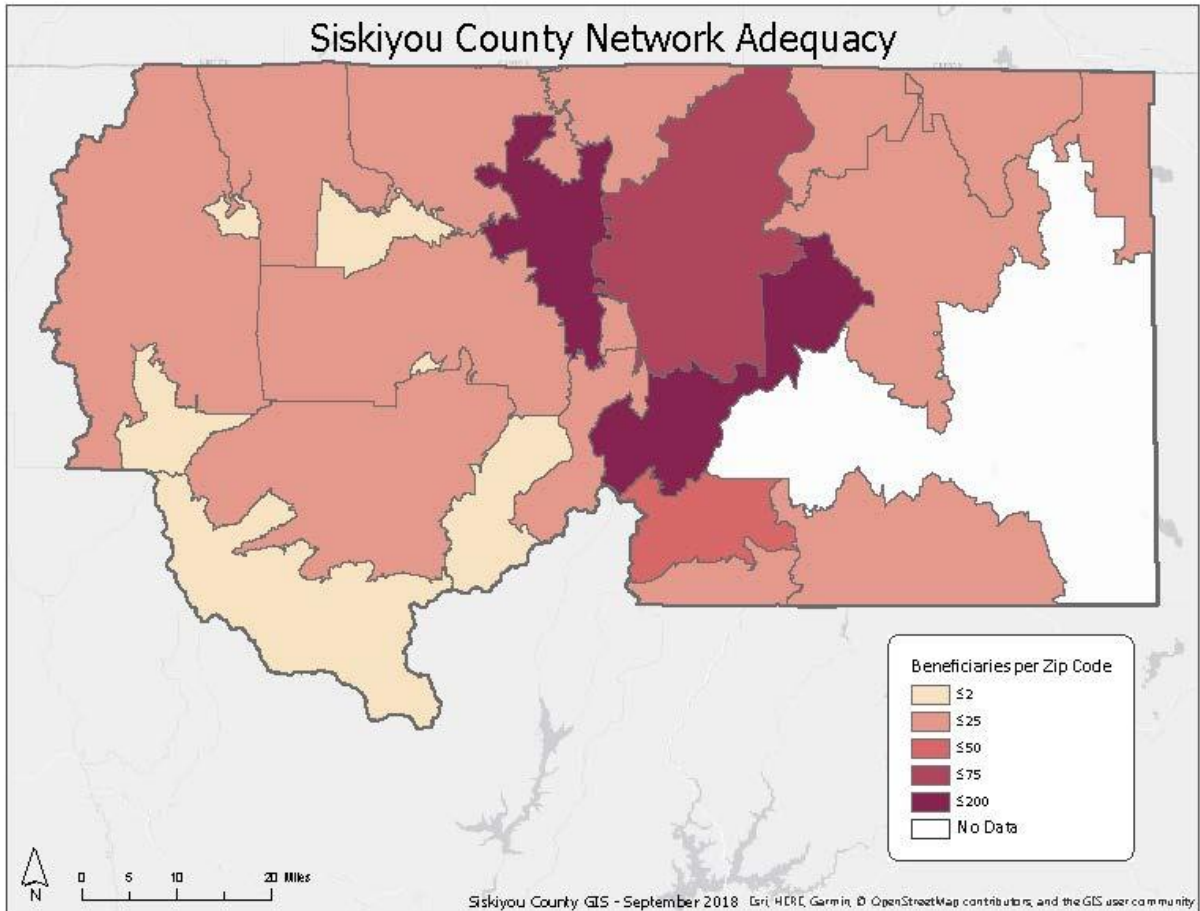 Siskiyou County Network Adequacy
Beneficiaries per Zip Code
≤2
≤25
≤50
≤75
≤200
No Data
0 5 10 20 Miles
N
Siskiyou County GIS - September 2018 Esri, HERE, Garmin, © OpenStreetMap contributors, and the GIS user community